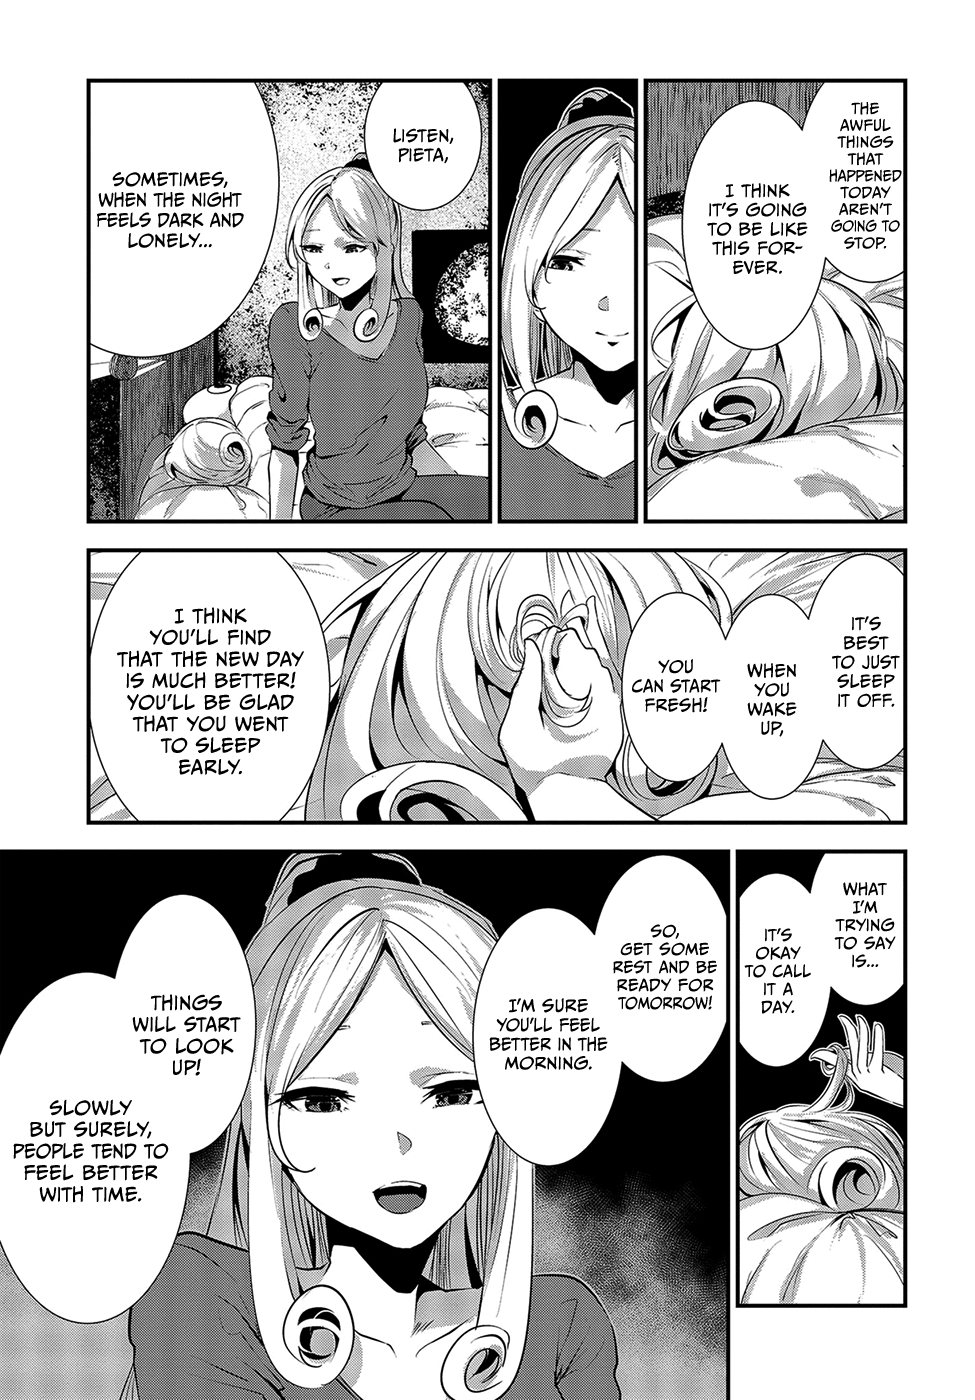 THE
AWFUL
THINGS
THAT
HAPPENED
TODAY
AREN'T
GOING TO
STOP.
I THINK
IT'S GOING
TO BE LIKE
THIS FOR-
EVER.
LISTEN,
PIETA,
SOMETIMES,
WHEN THE NIGHT
FEELS DARK AND
LONELY...
IT'S
BEST
TO JUST
SLEEP
IT OFF.
WHEN
YOU
WAKE
UP,
YOU
CAN START
FRESH!
I THINK
YOU'LL FIND
THAT THE NEW DAY
IS MUCH BETTER!
YOU'LL BE GLAD
THAT YOU WENT
TO SLEEP
EARLY.
WHAT
I'M
TRYING
TO SAY
IS...
IT'S
OKAY
TO CALL
IT A
DAY.
SO,
GET SOME
REST AND BE
READY FOR
TOMORROW!
I'M SURE
YOU'LL FEEL
BETTER IN THE
MORNING.
THINGS
WILL START
TO LOOK
UP!
SLOWLY
BUT SURELY,
PEOPLE TEND TO
FEEL BETTER
WITH TIME.